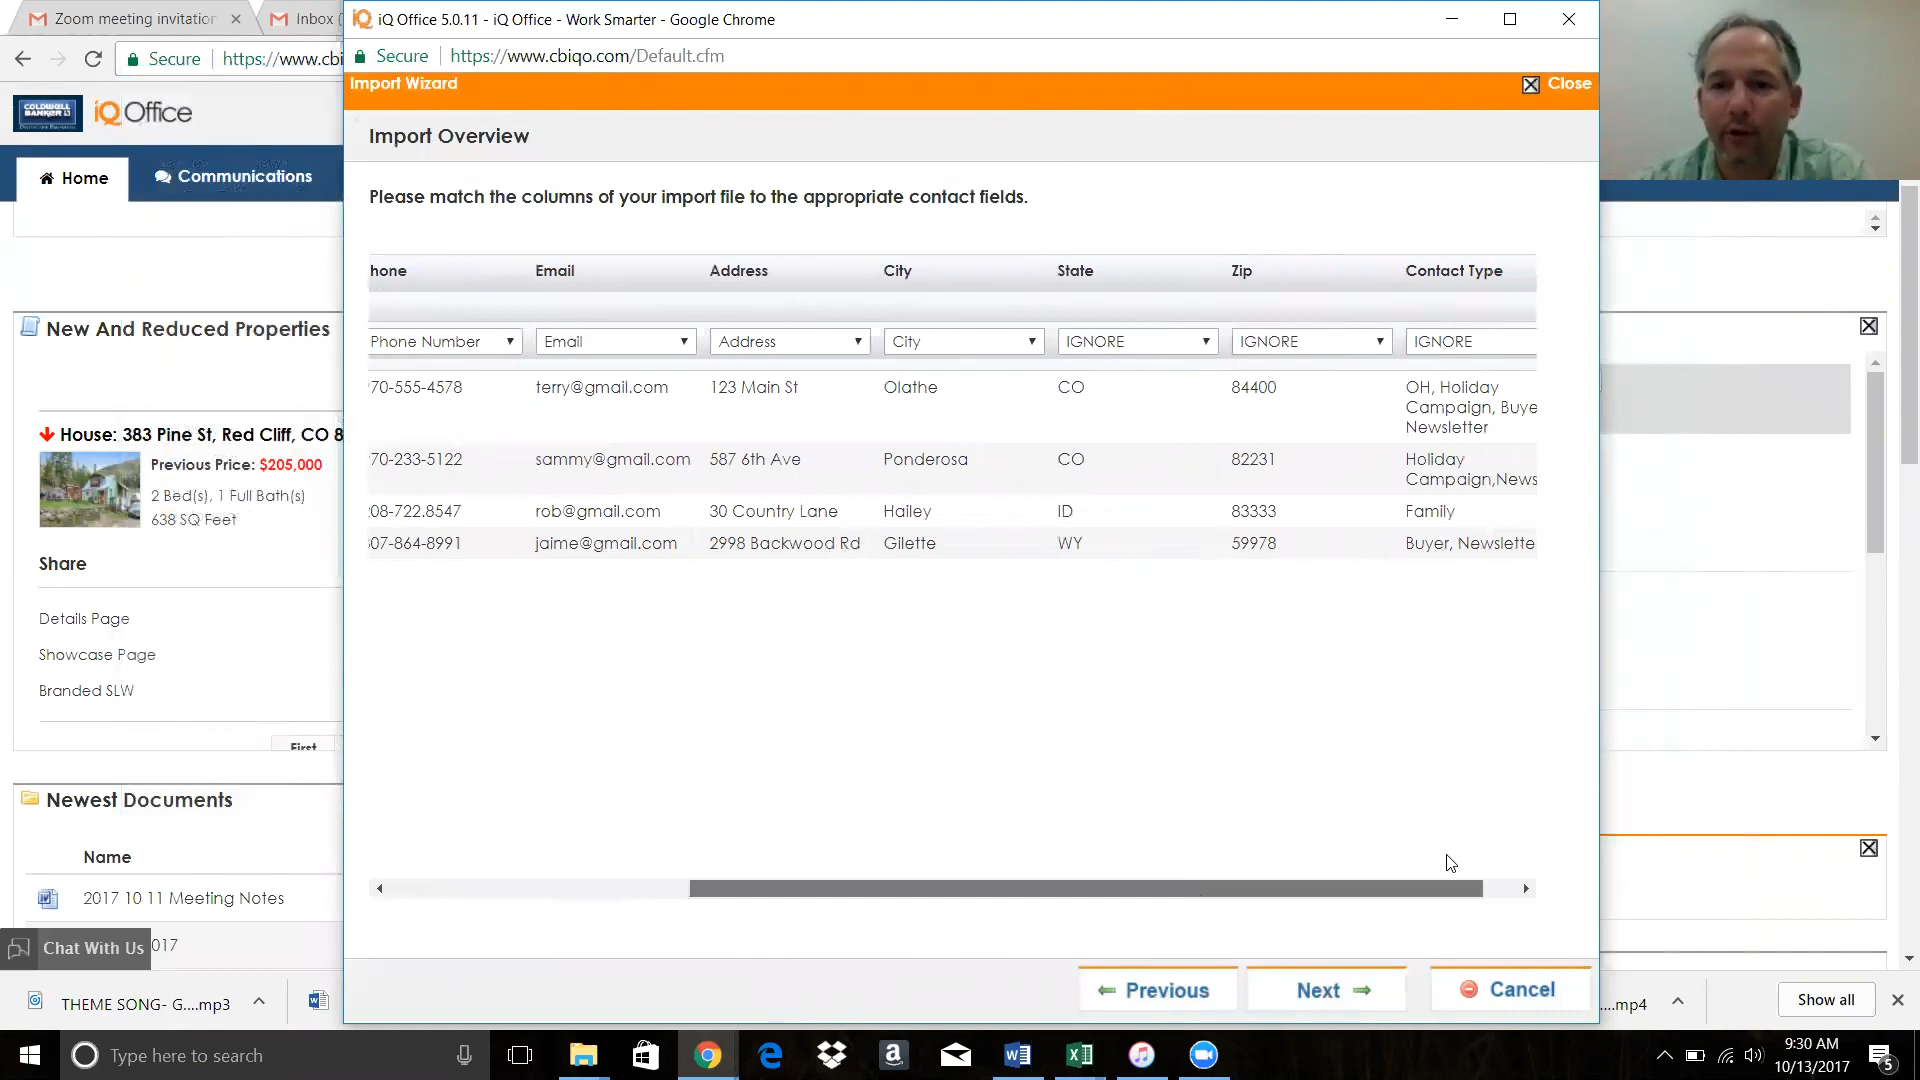 Zoom meeting invitation
Inbox (
iQ Office 5.0.11 - iQ Office - Work Smarter - Google Chrome
Secure
https://www.cbi
Secure
https://www.cbiqo.com/Default.cfm
Import Wizard
Close
COLDWELL BANKER
iQ Office
Import Overview
Home
Communications
Please match the columns of your import file to the appropriate contact fields.
hone
Email
Address
City
State
Zip
Contact Type
Phone Number
Email
Address
City
IGNORE
IGNORE
IGNORE
70-555-4578
terry@gmail.com
123 Main St
Olathe
CO
84400
OH, Holiday
Campaign, Buye
Newsletter
70-233-5122
sammy@gmail.com
587 6th Ave
Ponderosa
CO
82231
Holiday
Campaign,News
08-722.8547
rob@gmail.com
30 Country Lane
Hailey
ID
83333
Family
07-864-8991
jaime@gmail.com
2998 Backwood Rd
Gilette
WY
59978
Buyer, Newslette
New And Reduced Properties
House: 383 Pine St, Red Cliff, CO 8
Previous Price: $205,000
2 Bed(s), 1 Full Bath(s)
638 SQ Feet
Share
Details Page
Showcase Page
Branded SLW
First
Newest Documents
Name
2017 10 11 Meeting Notes
017
Chat With Us
Previous
Next
Cancel
THEME SONG- G....mp3
....mp4
Show all
Type here to search
9:30 AM
10/13/2017
5